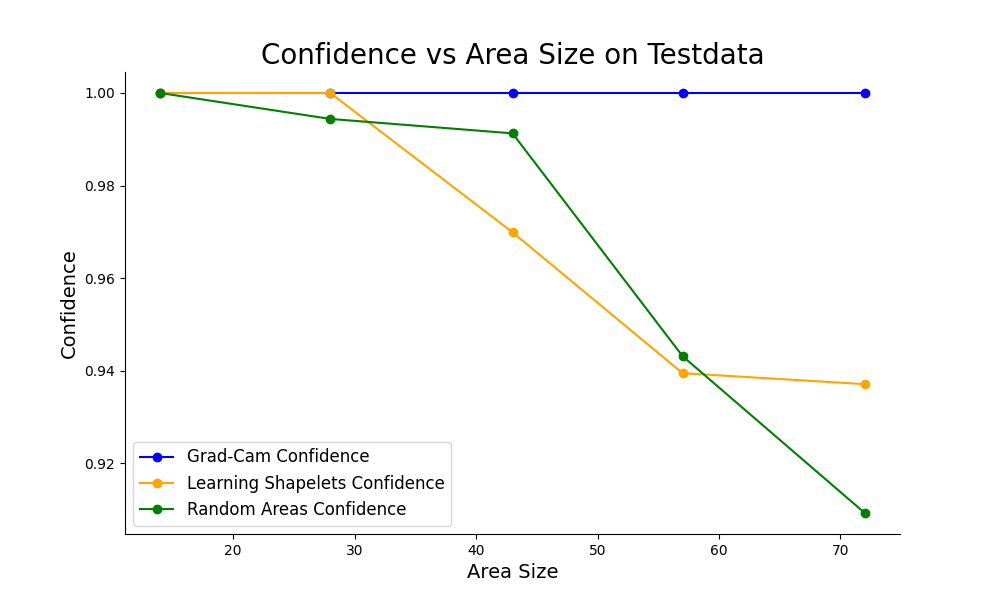 Confidence vs Area Size on Testdata
1.00
0.98
0.96
0.94
0.92
Confidence
Grad-Cam Confidence
Learning Shapelets Confidence
Random Areas Confidence
20 30 40 50 60 70
Area Size